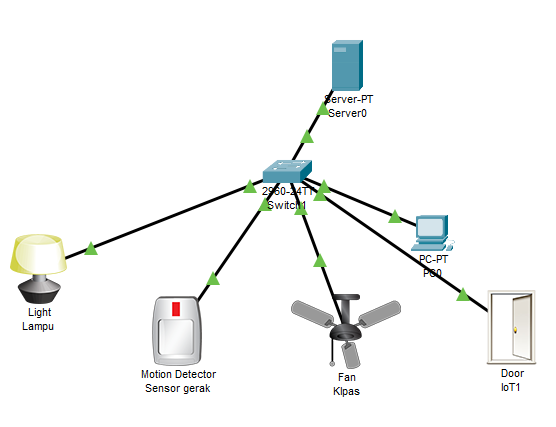 Server-PT
Server0
2960-24TT
Switch1
PC-PT
PC0
Light
Lampu
Motion Detector
Sensor gerak
Fan
KIpas
Door
IoT1